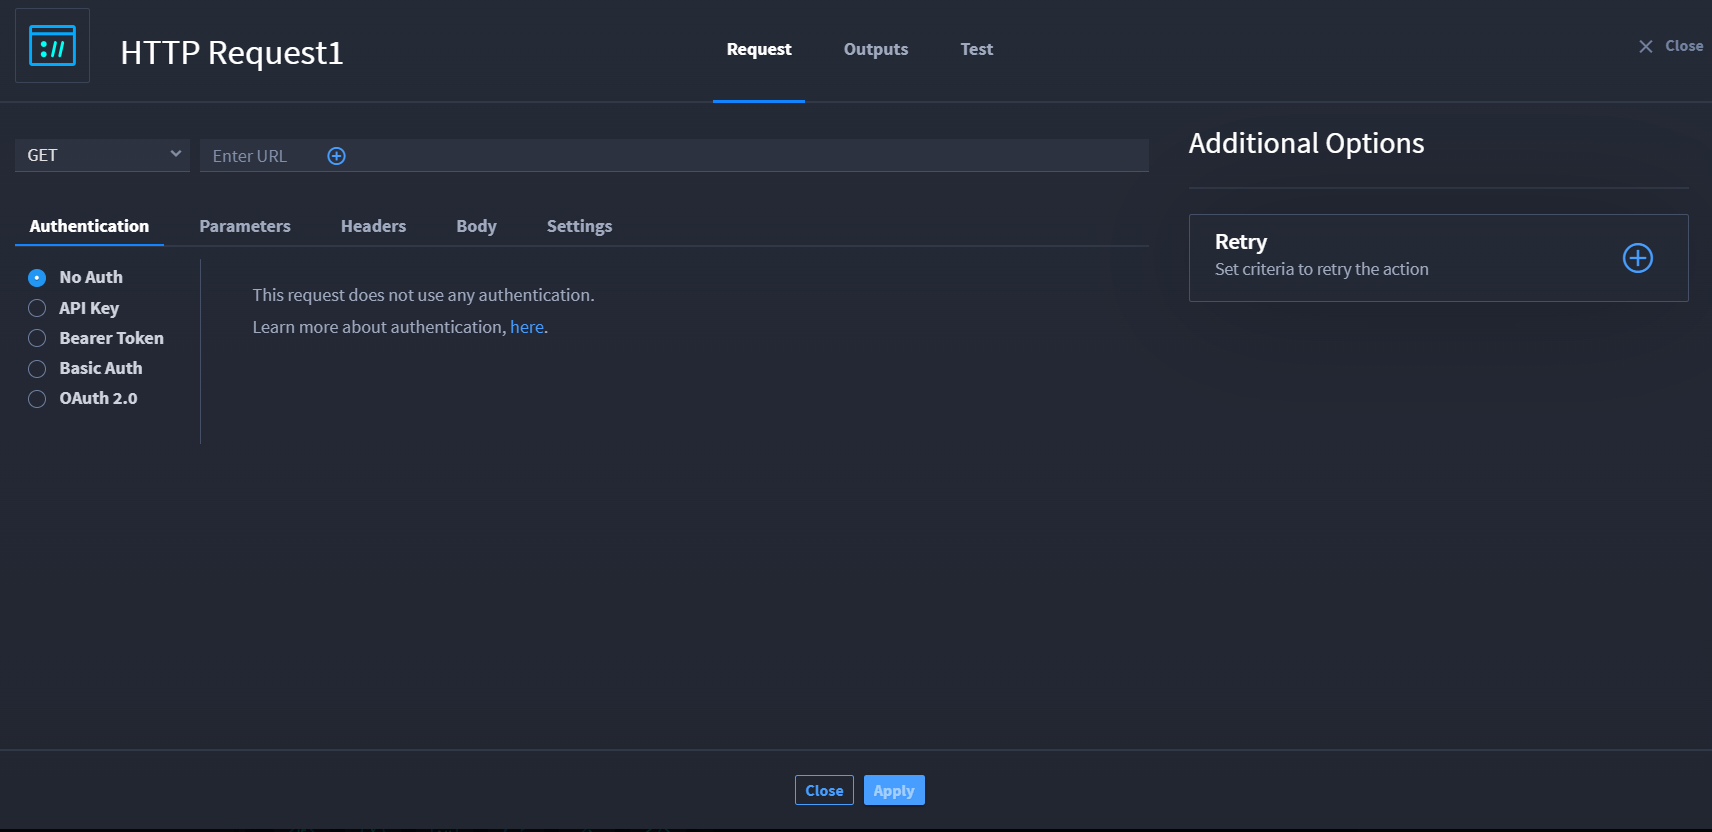 ://
HTTP Request1
Request
Outputs
Test
Close
GET
Enter URL
Additional Options
Authentication
Parameters
Headers
Body
Settings
Retry
Set criteria to retry the action
No Auth
API Key
Bearer Token
Basic Auth
OAuth 2.0
This request does not use any authentication.
Learn more about authentication, here.
Close
Apply